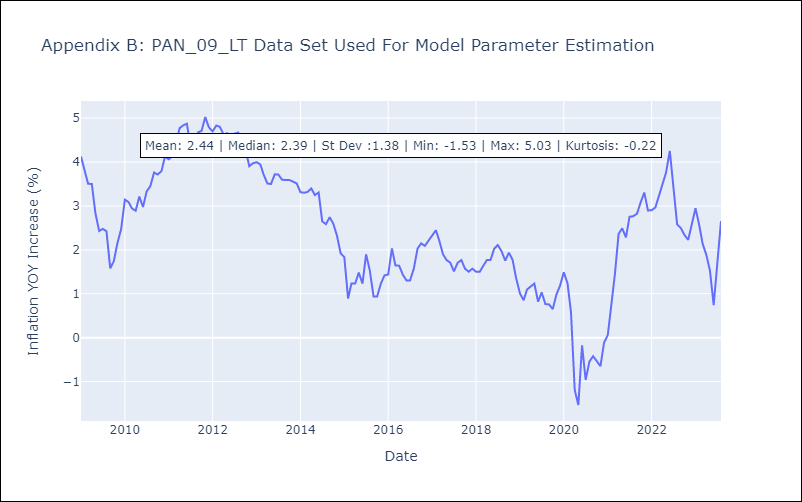 Appendix B: PAN_09_LT Data Set Used For Model Parameter Estimation
Mean: 2.44 | Median: 2.39 | St Dev :1.38 | Min: -1.53 | Max: 5.03 | Kurtosis: -0.22
Inflation YOY Increase (%)
5
4
3
2
1
0
−1
2010 2012 2014 2016 2018 2020 2022
Date